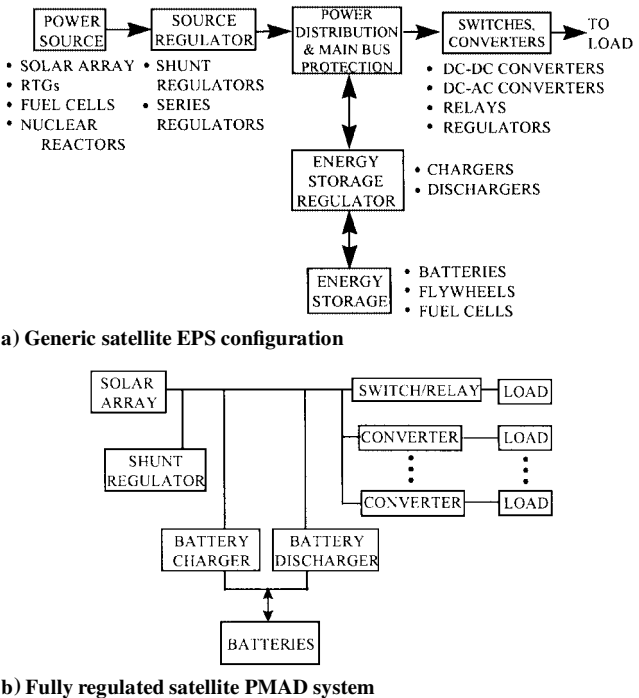 POWER SOURCE
• SOLAR ARRAY
• RTGs
• FUEL CELLS
• NUCLEAR REACTORS
SOURCE REGULATOR
• SHUNT REGULATORS
• SERIES REGULATORS
POWER DISTRIBUTION & MAIN BUS PROTECTION
SWITCHES, CONVERTERS
• DC-DC CONVERTERS
• DC-AC CONVERTERS
• RELAYS
• REGULATORS
TO LOAD
ENERGY STORAGE REGULATOR
• CHARGERS
• DISCHARGERS
ENERGY STORAGE
• BATTERIES
• FLYWHEELS
• FUEL CELLS
a) Generic satellite EPS configuration
SOLAR ARRAY
SHUNT REGULATOR
BATTERY CHARGER
BATTERY DISCHARGER
BATTERIES
SWITCH/RELAY
LOAD
CONVERTER
LOAD
CONVERTER
LOAD
b) Fully regulated satellite PMAD system